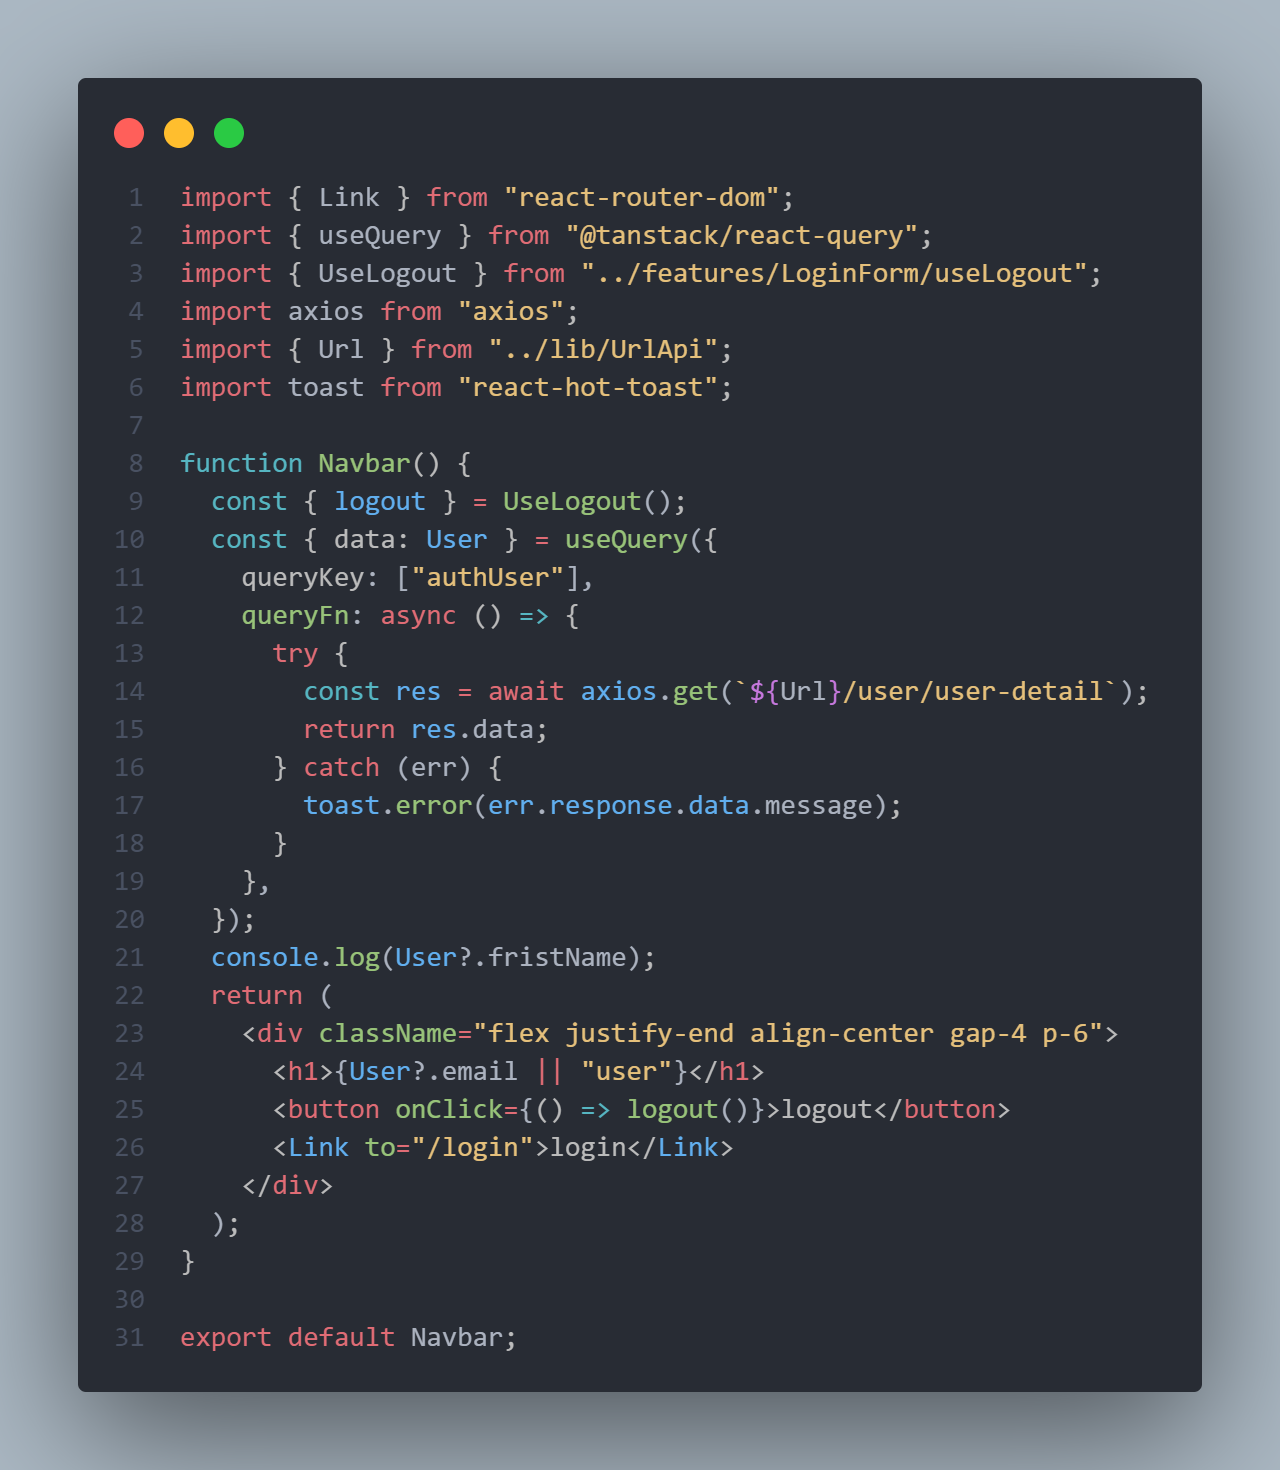 1 import { Link } from "react-router-dom";
2 import { useQuery } from "@tanstack/react-query";
3 import { UseLogout } from "../features/LoginForm/useLogout";
4 import axios from "axios";
5 import { Url } from "../lib/UrlApi";
6 import toast from "react-hot-toast";
7
8 function Navbar() {
9   const { logout } = UseLogout();
10   const { data: User } = useQuery({
11     queryKey: ["authUser"],
12     queryFn: async () => {
13       try {
14         const res = await axios.get(`${Url}/user/user-detail`);
15         return res.data;
16       } catch (err) {
17         toast.error(err.response.data.message);
18       }
19     },
20   });
21   console.log(User?.fristName);
22   return (
23     <div className="flex justify-end align-center gap-4 p-6">
24       <h1>{User?.email || "user"}</h1>
25       <button onClick={() => logout()}>logout</button>
26       <Link to="/login">login</Link>
27     </div>
28   );
29 }
30
31 export default Navbar;